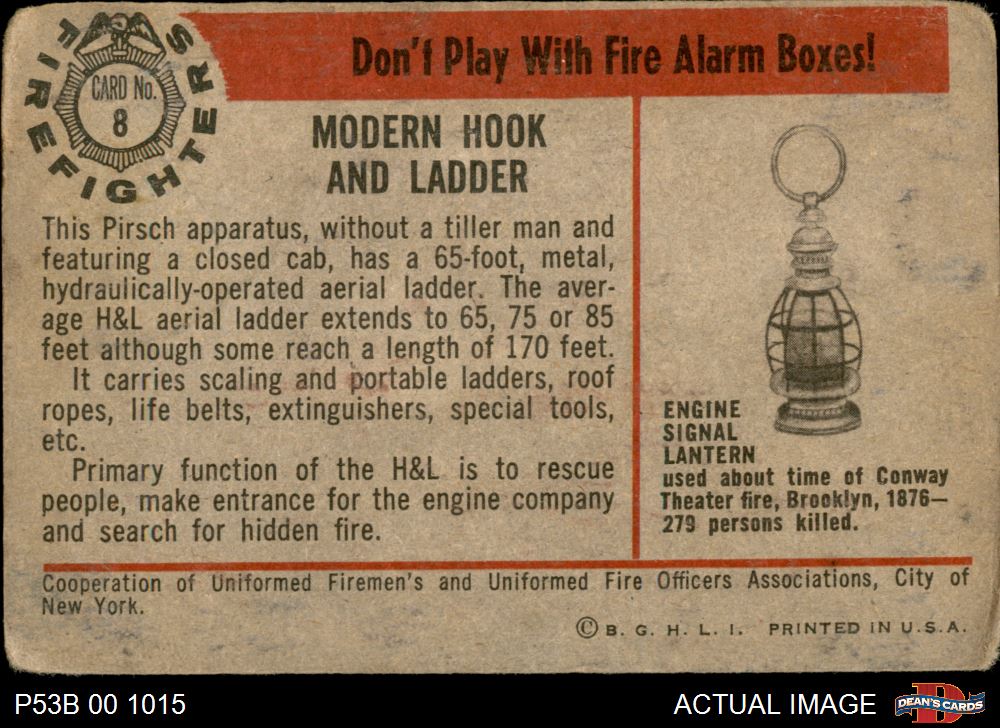 FIREFIGHTERS
CARD No.
8
Don't Play With Fire Alarm Boxes!
MODERN HOOK
AND LADDER
This Pirsch apparatus, without a tiller man and
featuring a closed cab, has a 65-foot, metal,
hydraulically-operated aerial ladder. The aver-
age H&L aerial ladder extends to 65, 75 or 85
feet although some reach a length of 170 feet.
It carries scaling and portable ladders, roof
ropes, life belts, extinguishers, special tools,
etc.
Primary function of the H&L is to rescue
people, make entrance for the engine company
and search for hidden fire.
ENGINE
SIGNAL
LANTERN
used about time of Conway
Theater fire, Brooklyn, 1876—
279 persons killed.
Cooperation of Uniformed Firemen's and Uniformed Fire Officers Associations, City of
New York.
© B. G. H. L. I. PRINTED IN U.S.A.
P53B 00 1015
ACTUAL IMAGE
D
DEAN'S CARDS